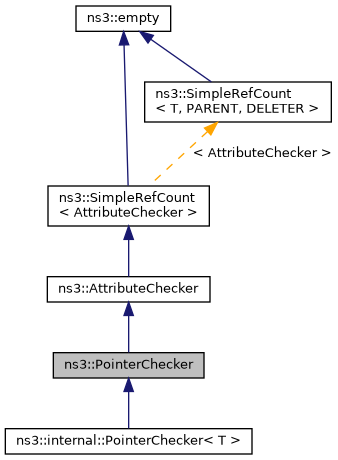 ns3::empty
ns3::SimpleRefCount
< T, PARENT, DELETER >
< AttributeChecker >
ns3::SimpleRefCount
< AttributeChecker >
ns3::AttributeChecker
ns3::PointerChecker
ns3::internal::PointerChecker< T >